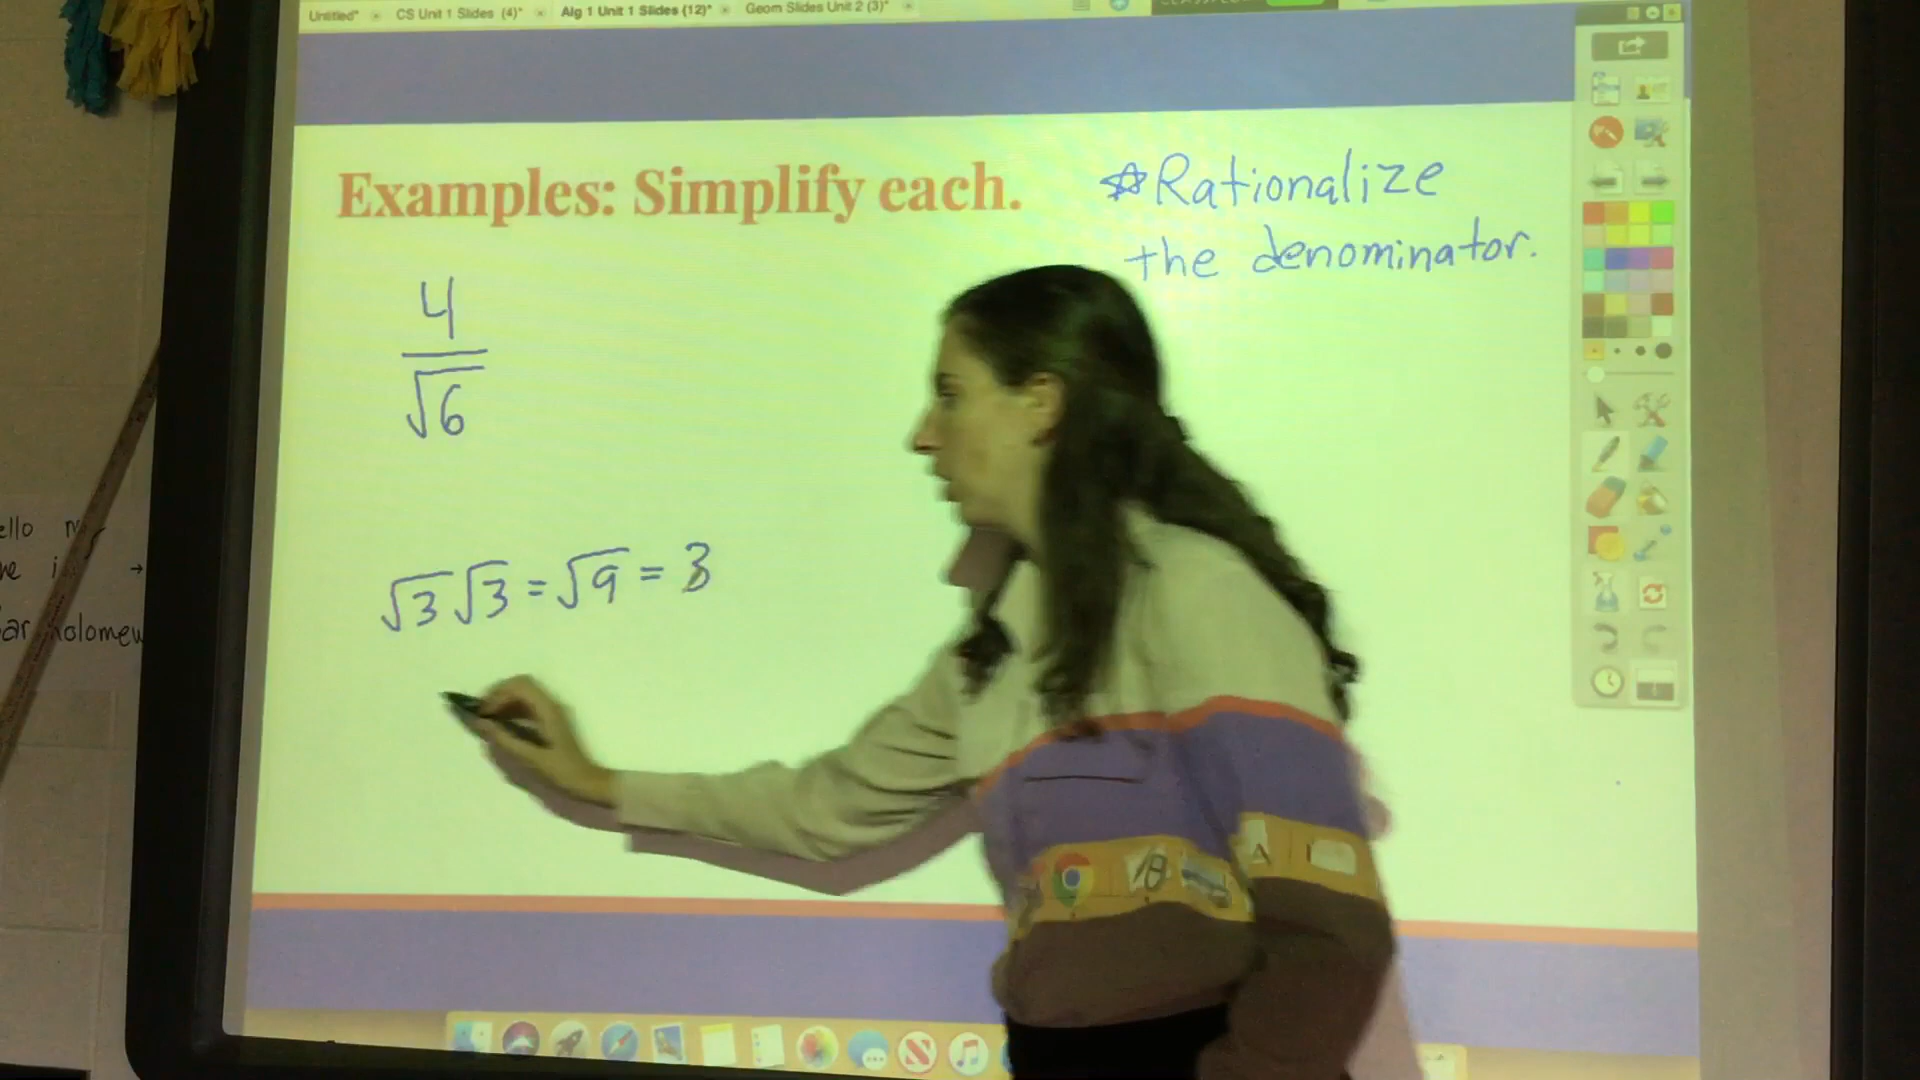 Untitled*
CS Unit 1 Slides (4)*
Alg 1 Unit 1 Slides (12)*
Geom Slides Unit 2 (3)*
Examples: Simplify each.
☆Rationalize
the denominator.
4
√6
√3 √3 = √9 = 3